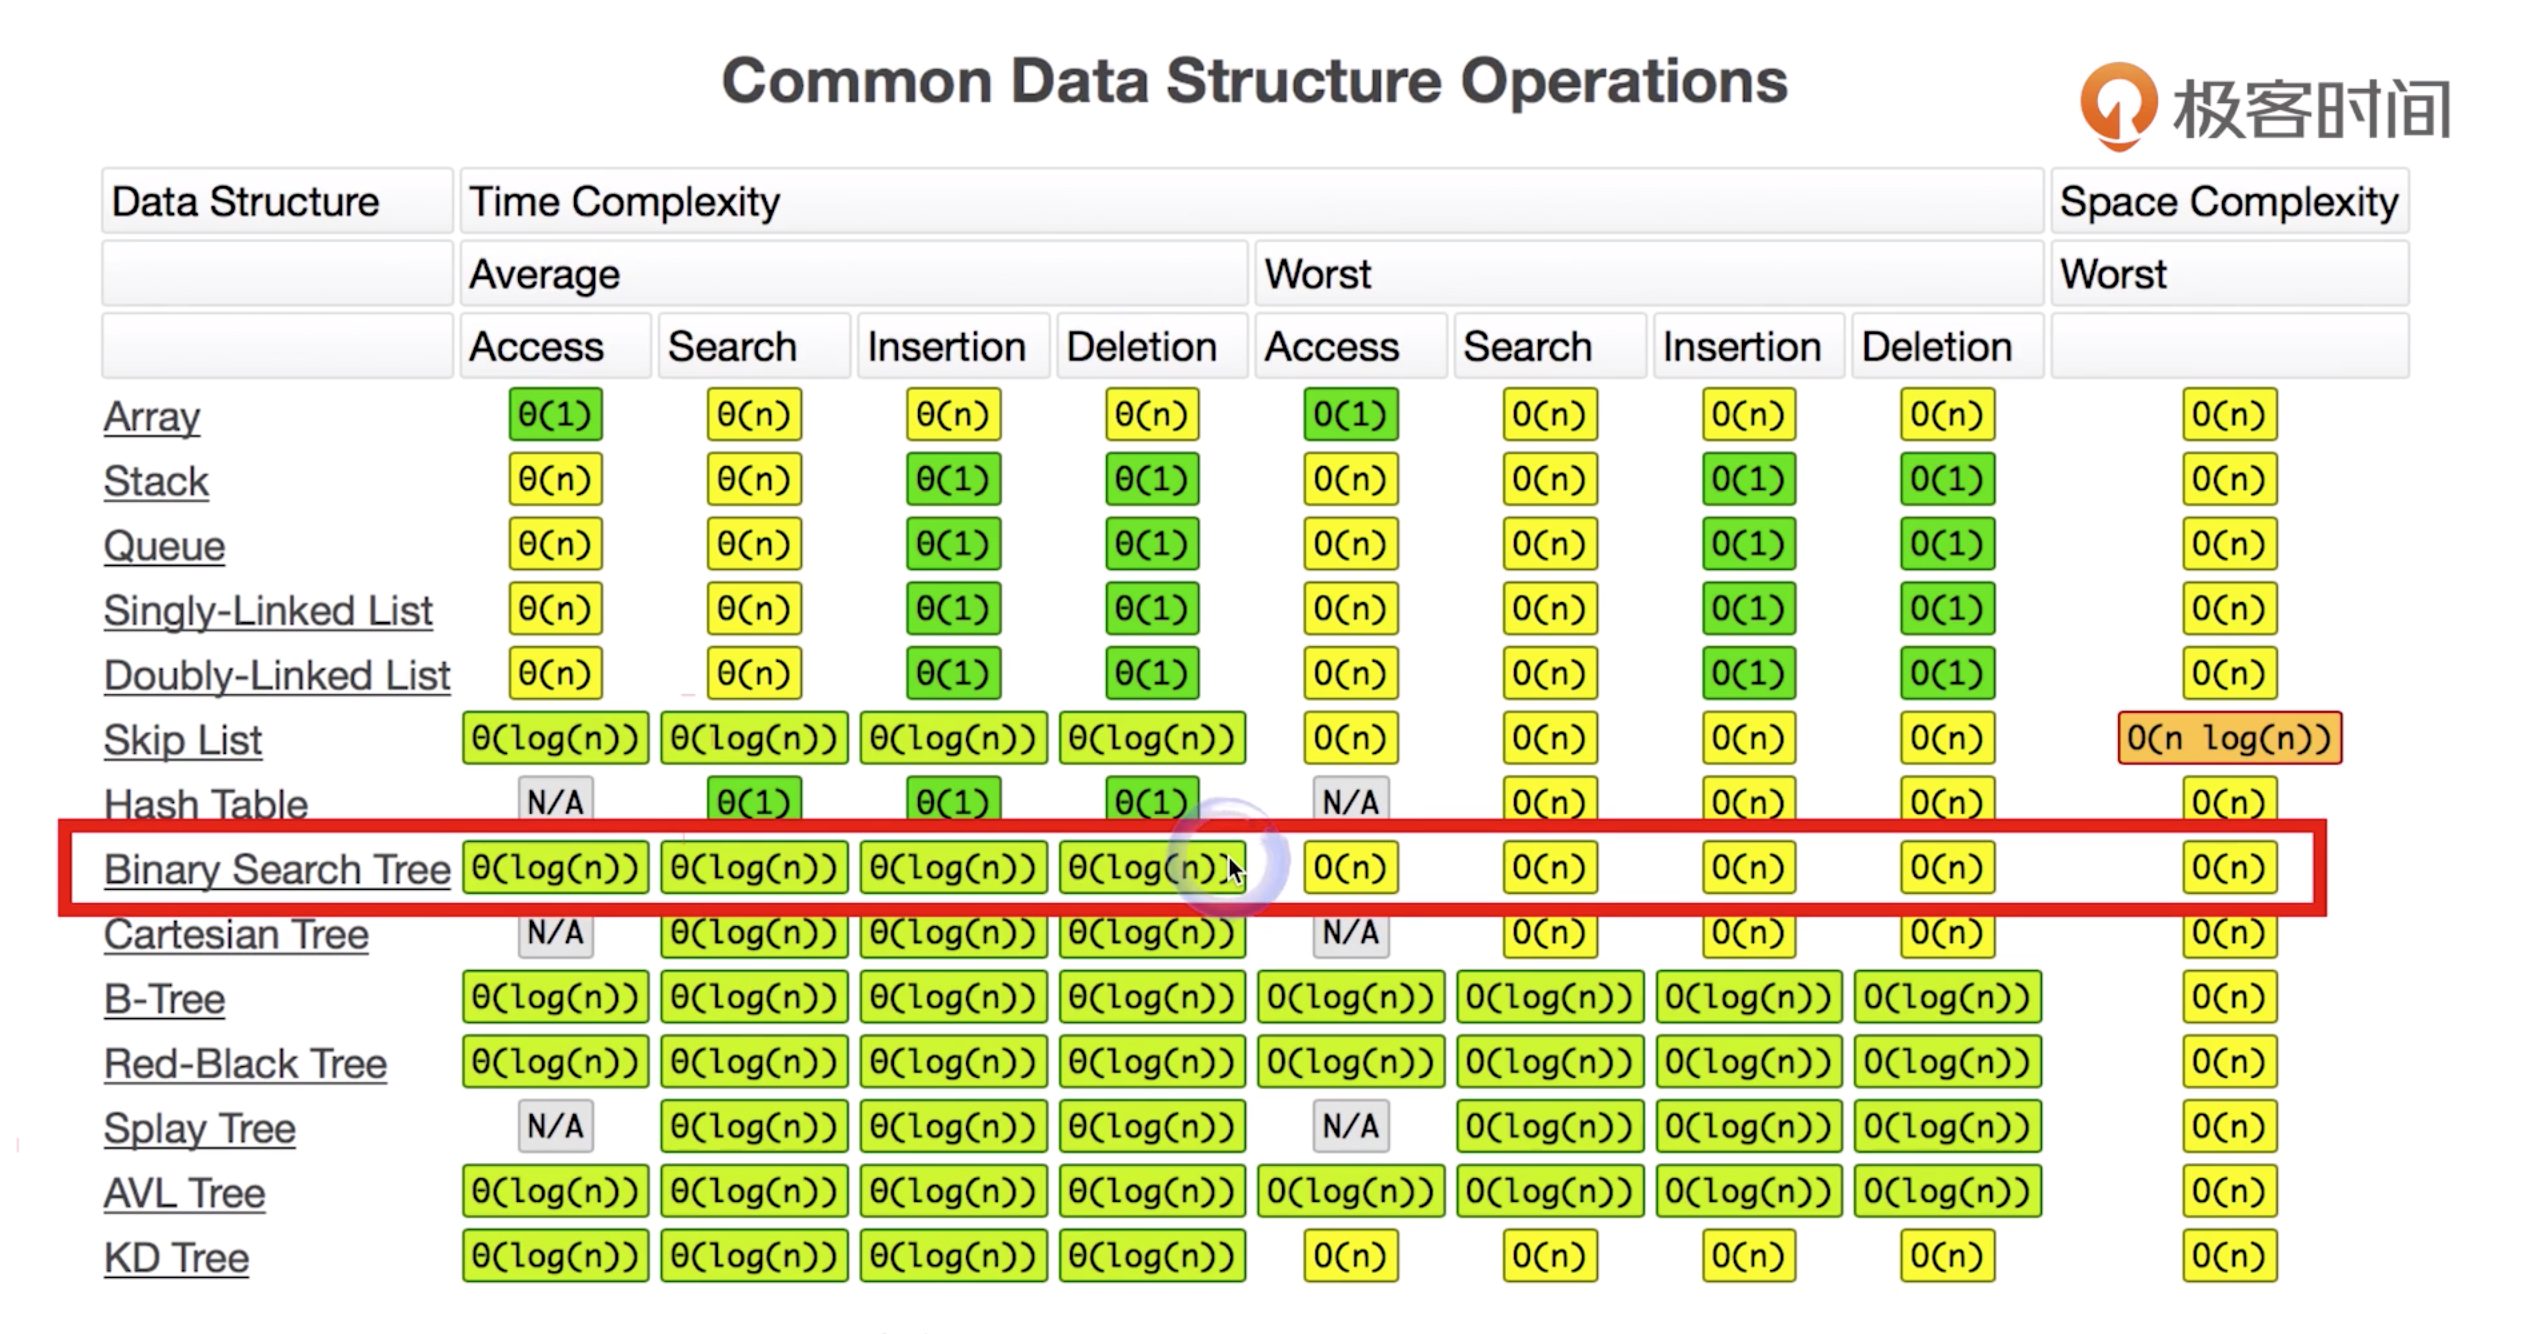 Common Data Structure Operations
极客时间
Data Structure Time Complexity Space Complexity
Average Worst Worst
Access Search Insertion Deletion Access Search Insertion Deletion
Array Θ(1) Θ(n) Θ(n) Θ(n) O(1) O(n) O(n) O(n) O(n)
Stack Θ(n) Θ(n) Θ(1) Θ(1) O(n) O(n) O(1) O(1) O(n)
Queue Θ(n) Θ(n) Θ(1) Θ(1) O(n) O(n) O(1) O(1) O(n)
Singly-Linked List Θ(n) Θ(n) Θ(1) Θ(1) O(n) O(n) O(1) O(1) O(n)
Doubly-Linked List Θ(n) Θ(n) Θ(1) Θ(1) O(n) O(n) O(1) O(1) O(n)
Skip List Θ(log(n)) Θ(log(n)) Θ(log(n)) Θ(log(n)) O(n) O(n) O(n) O(n) O(n log(n))
Hash Table N/A Θ(1) Θ(1) Θ(1) N/A O(n) O(n) O(n) O(n)
Binary Search Tree Θ(log(n)) Θ(log(n)) Θ(log(n)) Θ(log(n)) O(n) O(n) O(n) O(n) O(n)
Cartesian Tree N/A Θ(log(n)) Θ(log(n)) Θ(log(n)) N/A O(n) O(n) O(n) O(n)
B-Tree Θ(log(n)) Θ(log(n)) Θ(log(n)) Θ(log(n)) O(log(n)) O(log(n)) O(log(n)) O(log(n)) O(n)
Red-Black Tree Θ(log(n)) Θ(log(n)) Θ(log(n)) Θ(log(n)) O(log(n)) O(log(n)) O(log(n)) O(log(n)) O(n)
Splay Tree N/A Θ(log(n)) Θ(log(n)) Θ(log(n)) N/A O(log(n)) O(log(n)) O(log(n)) O(n)
AVL Tree Θ(log(n)) Θ(log(n)) Θ(log(n)) Θ(log(n)) O(log(n)) O(log(n)) O(log(n)) O(log(n)) O(n)
KD Tree Θ(log(n)) Θ(log(n)) Θ(log(n)) Θ(log(n)) O(n) O(n) O(n) O(n) O(n)